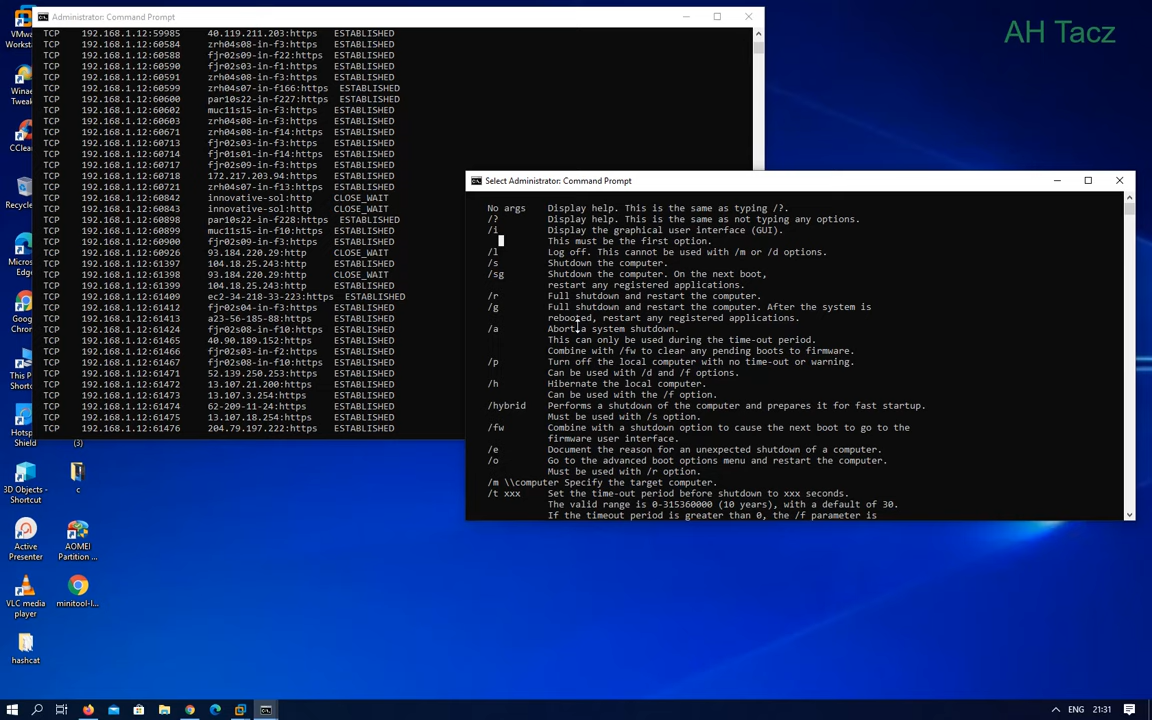 AH Tacz
Administrator: Command Prompt
TCP 192.168.1.12:59985 40.119.211.203:https ESTABLISHED
TCP 192.168.1.12:60584 zrh04s08-in-f3:https ESTABLISHED
TCP 192.168.1.12:60588 fjr02s09-in-f22:https ESTABLISHED
TCP 192.168.1.12:60590 fjr02s03-in-f1:https ESTABLISHED
TCP 192.168.1.12:60591 zrh04s08-in-f3:https ESTABLISHED
TCP 192.168.1.12:60599 zrh04s07-in-f166:https ESTABLISHED
TCP 192.168.1.12:60600 par10s22-in-f227:https ESTABLISHED
TCP 192.168.1.12:60602 muc11s15-in-f3:https ESTABLISHED
TCP 192.168.1.12:60603 zrh04s08-in-f3:https ESTABLISHED
TCP 192.168.1.12:60671 zrh04s08-in-f14:https ESTABLISHED
TCP 192.168.1.12:60713 fjr02s03-in-f3:https ESTABLISHED
TCP 192.168.1.12:60714 fjr01s01-in-f14:https ESTABLISHED
TCP 192.168.1.12:60717 fjr02s09-in-f3:https ESTABLISHED
TCP 192.168.1.12:60718 172.217.203.94:https ESTABLISHED
TCP 192.168.1.12:60721 zrh04s07-in-f13:https ESTABLISHED
TCP 192.168.1.12:60842 innovative-sol:http CLOSE_WAIT
TCP 192.168.1.12:60843 innovative-sol:http CLOSE_WAIT
TCP 192.168.1.12:60898 par10s22-in-f228:https ESTABLISHED
TCP 192.168.1.12:60899 muc11s15-in-f10:https ESTABLISHED
TCP 192.168.1.12:60900 fjr02s03-in-f3:https ESTABLISHED
TCP 192.168.1.12:60926 93.184.220.29:http CLOSE_WAIT
TCP 192.168.1.12:61397 104.18.25.243:http ESTABLISHED
TCP 192.168.1.12:61398 93.184.220.29:http CLOSE_WAIT
TCP 192.168.1.12:61399 104.18.25.243:http ESTABLISHED
TCP 192.168.1.12:61409 ec2-34-218-33-223:https ESTABLISHED
TCP 192.168.1.12:61412 fjr02s04-in-f3:https ESTABLISHED
TCP 192.168.1.12:61413 a23-56-185-88:https ESTABLISHED
TCP 192.168.1.12:61424 fjr02s08-in-f10:https ESTABLISHED
TCP 192.168.1.12:61465 40.90.189.152:https ESTABLISHED
TCP 192.168.1.12:61466 fjr02s03-in-f2:https ESTABLISHED
TCP 192.168.1.12:61467 fjr02s08-in-f10:https ESTABLISHED
TCP 192.168.1.12:61471 52.139.250.253:https ESTABLISHED
TCP 192.168.1.12:61472 13.107.21.200:https ESTABLISHED
TCP 192.168.1.12:61473 13.107.3.254:https ESTABLISHED
TCP 192.168.1.12:61474 62-209-11-24:https ESTABLISHED
TCP 192.168.1.12:61475 13.107.18.254:https ESTABLISHED
TCP 192.168.1.12:61476 204.79.197.222:https ESTABLISHED
Select Administrator: Command Prompt
No args Display help. This is the same as typing /?.
/? Display help. This is the same as not typing any options.
/i Display the graphical user interface (GUI).
This must be the first option.
/l Log off. This cannot be used with /m or /d options.
/s Shutdown the computer.
/sg Shutdown the computer. On the next boot,
restart any registered applications.
/r Full shutdown and restart the computer.
/g Full shutdown and restart the computer. After the system is
rebooted, restart any registered applications.
/a Abort a system shutdown.
This can only be used during the time-out period.
Combine with /fw to clear any pending boots to firmware.
/p Turn off the local computer with no time-out or warning.
Can be used with /d and /f options.
/h Hibernate the local computer.
Can be used with the /f option.
/hybrid Performs a shutdown of the computer and prepares it for fast startup.
Must be used with /s option.
/fw Combine with a shutdown option to cause the next boot to go to the
firmware user interface.
/e Document the reason for an unexpected shutdown of a computer.
/o Go to the advanced boot options menu and restart the computer.
Must be used with /r option.
/m \\computer Specify the target computer.
/t xxx Set the time-out period before shutdown to xxx seconds.
The valid range is 0-315360000 (10 years), with a default of 30.
If the timeout period is greater than 0, the /f parameter is
VMw
Workst
Winae
Tweak
CClea
Recycle
Micros
Edge
Goog
Chro
This P
Shortcut
Hotsp
Shield
(3)
3D Objects -
Shortcut
c
Active
Presenter
AOMEI
Partition ...
VLC media
player
minitool-l...
hashcat
ENG
21:31